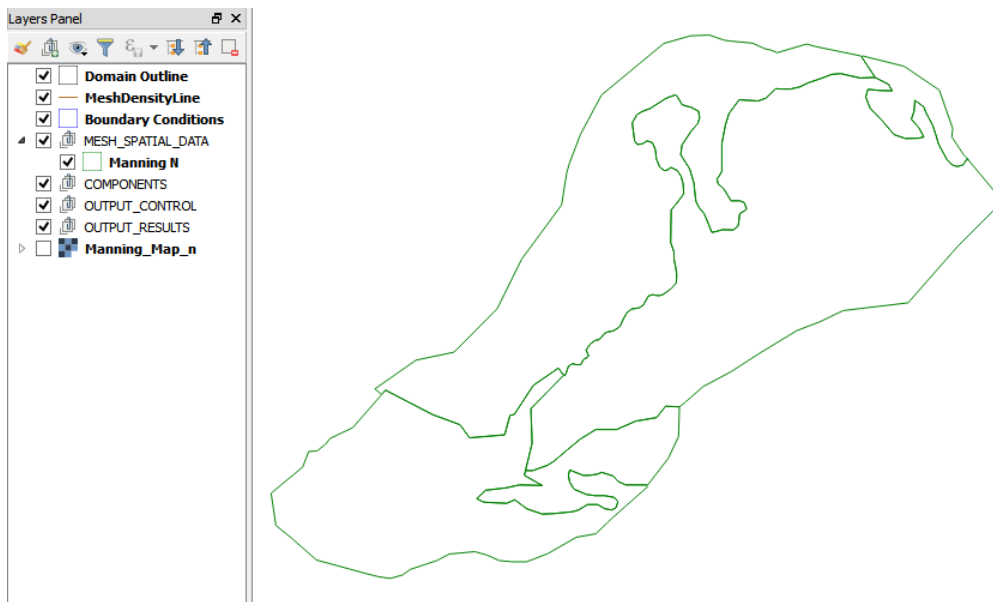 Layers Panel
Domain Outline
MeshDensityLine
Boundary Conditions
MESH_SPATIAL_DATA
Manning N
COMPONENTS
OUTPUT_CONTROL
OUTPUT_RESULTS
Manning_Map_n